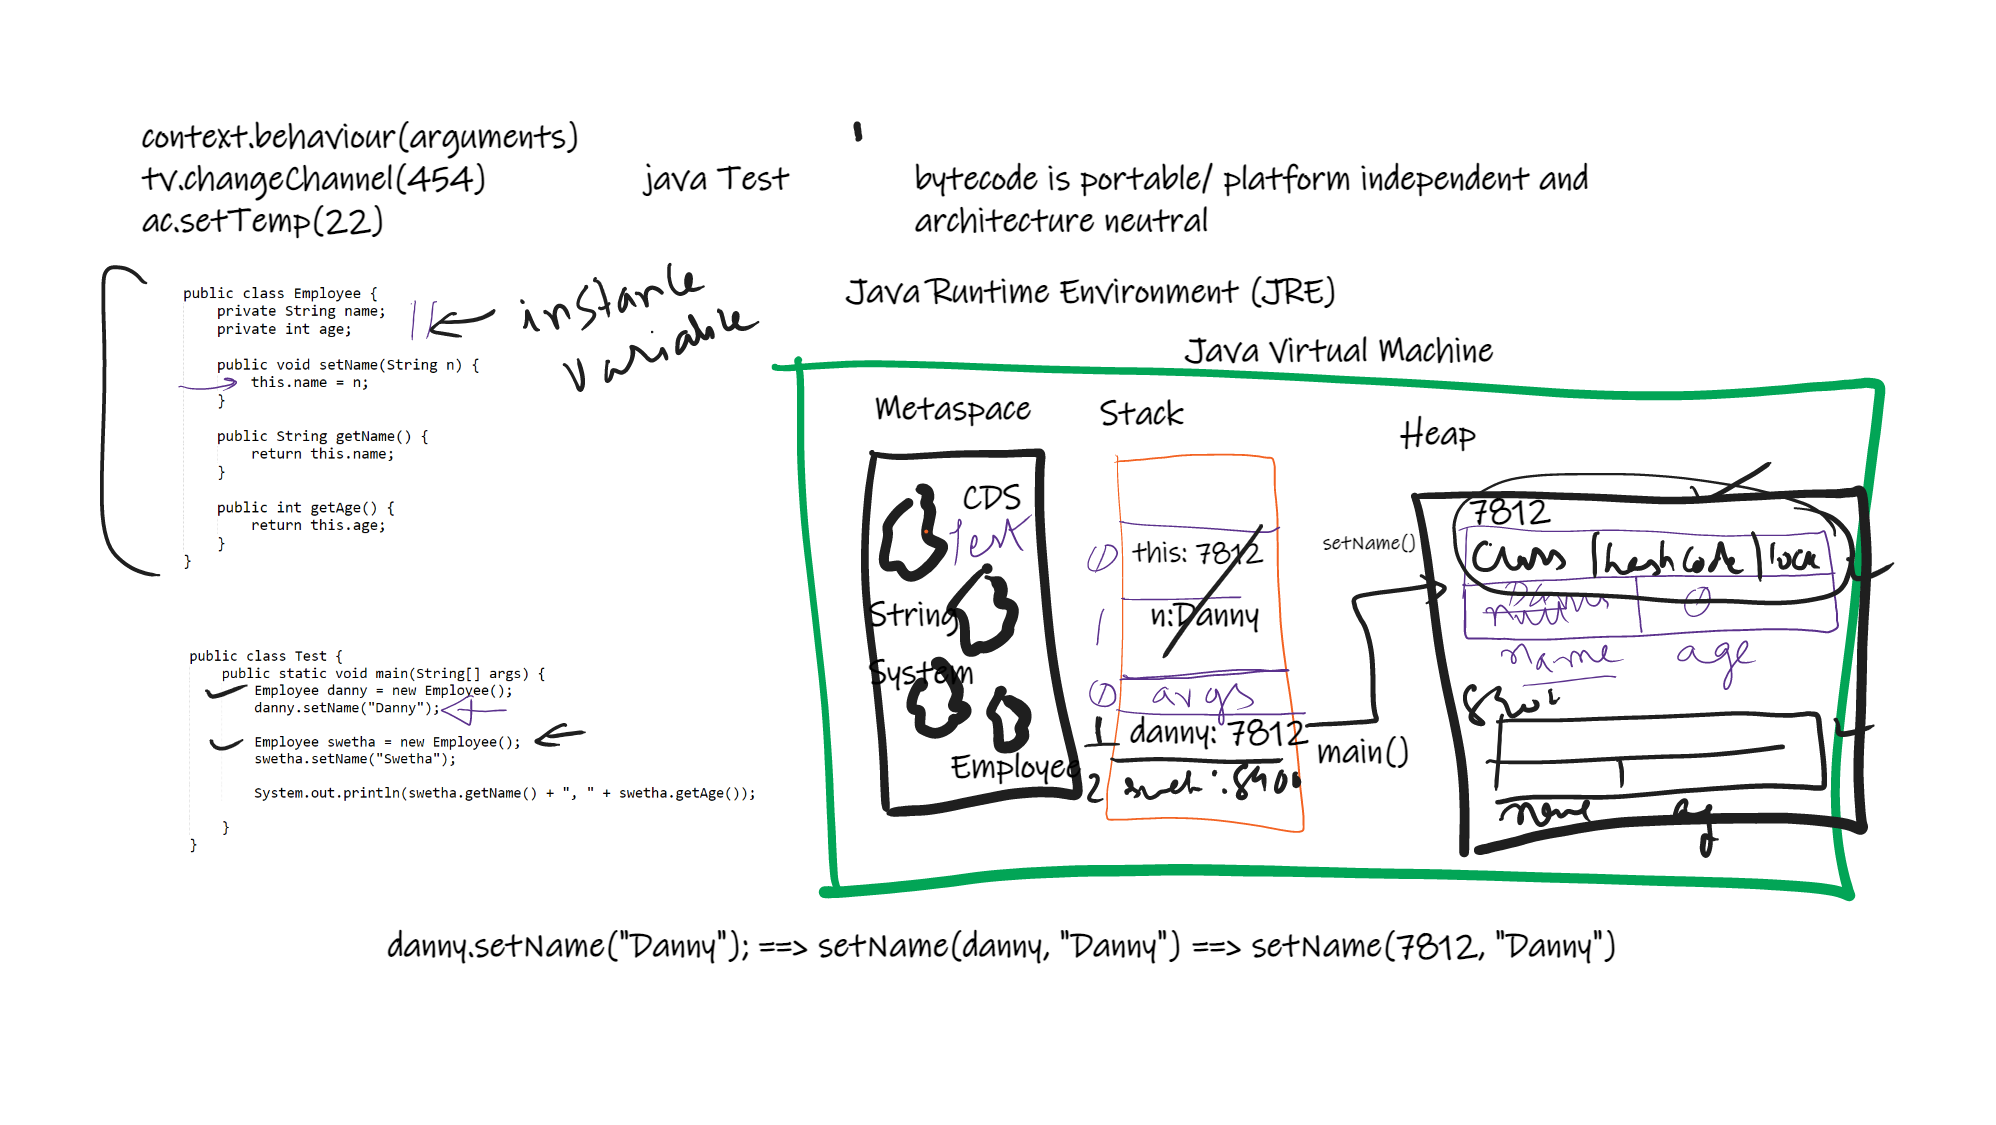 context.behaviour(arguments)
tv.changeChannel(454)
ac.setTemp(22)
java Test
bytecode is portable/ platform independent and
architecture neutral
public class Employee {
private String name;
private int age;
public void setName(String n) {
this.name = n;
}
public String getName() {
return this.name;
}
public int getAge() {
return this.age;
}
}
instance
variable
public class Test {
public static void main(String[] args) {
Employee danny = new Employee();
danny.setName("Danny");
Employee swetha = new Employee();
swetha.setName("Swetha");
System.out.println(swetha.getName() + ", " + swetha.getAge());
}
}
Java Runtime Environment (JRE)
Java Virtual Machine
Metaspace
CDS
Test
String
System
Employee
Stack
0 this: 7812
1 n:Danny
0 args
1 danny: 7812
2 swet : 8400
setName()
main()
Heap
7812
Class | hashcode | lock
Danny
null 0
name age
name ag
danny.setName("Danny"); ==> setName(danny, "Danny") ==> setName(7812, "Danny")